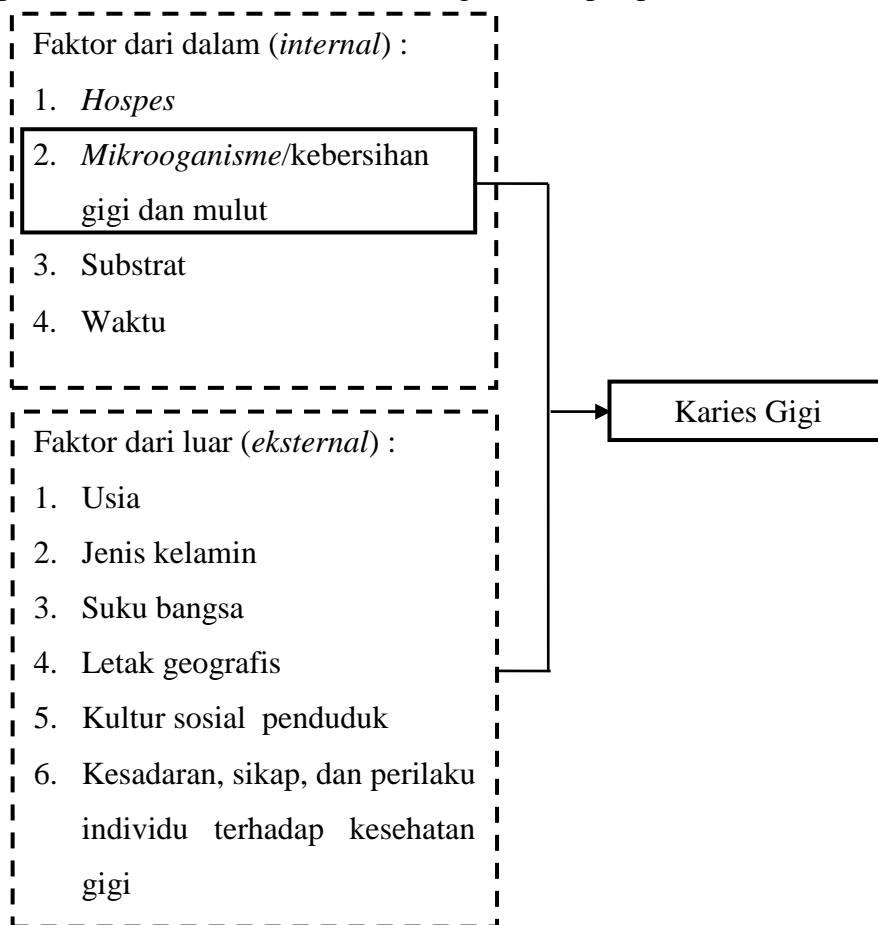 Faktor dari dalam (internal) :
1. Hospes
2. Mikrooganisme/kebersihan
gigi dan mulut
3. Substrat
4. Waktu
Karies Gigi
Faktor dari luar (eksternal) :
1. Usia
2. Jenis kelamin
3. Suku bangsa
4. Letak geografis
5. Kultur sosial penduduk
6. Kesadaran, sikap, dan perilaku
individu terhadap kesehatan
gigi